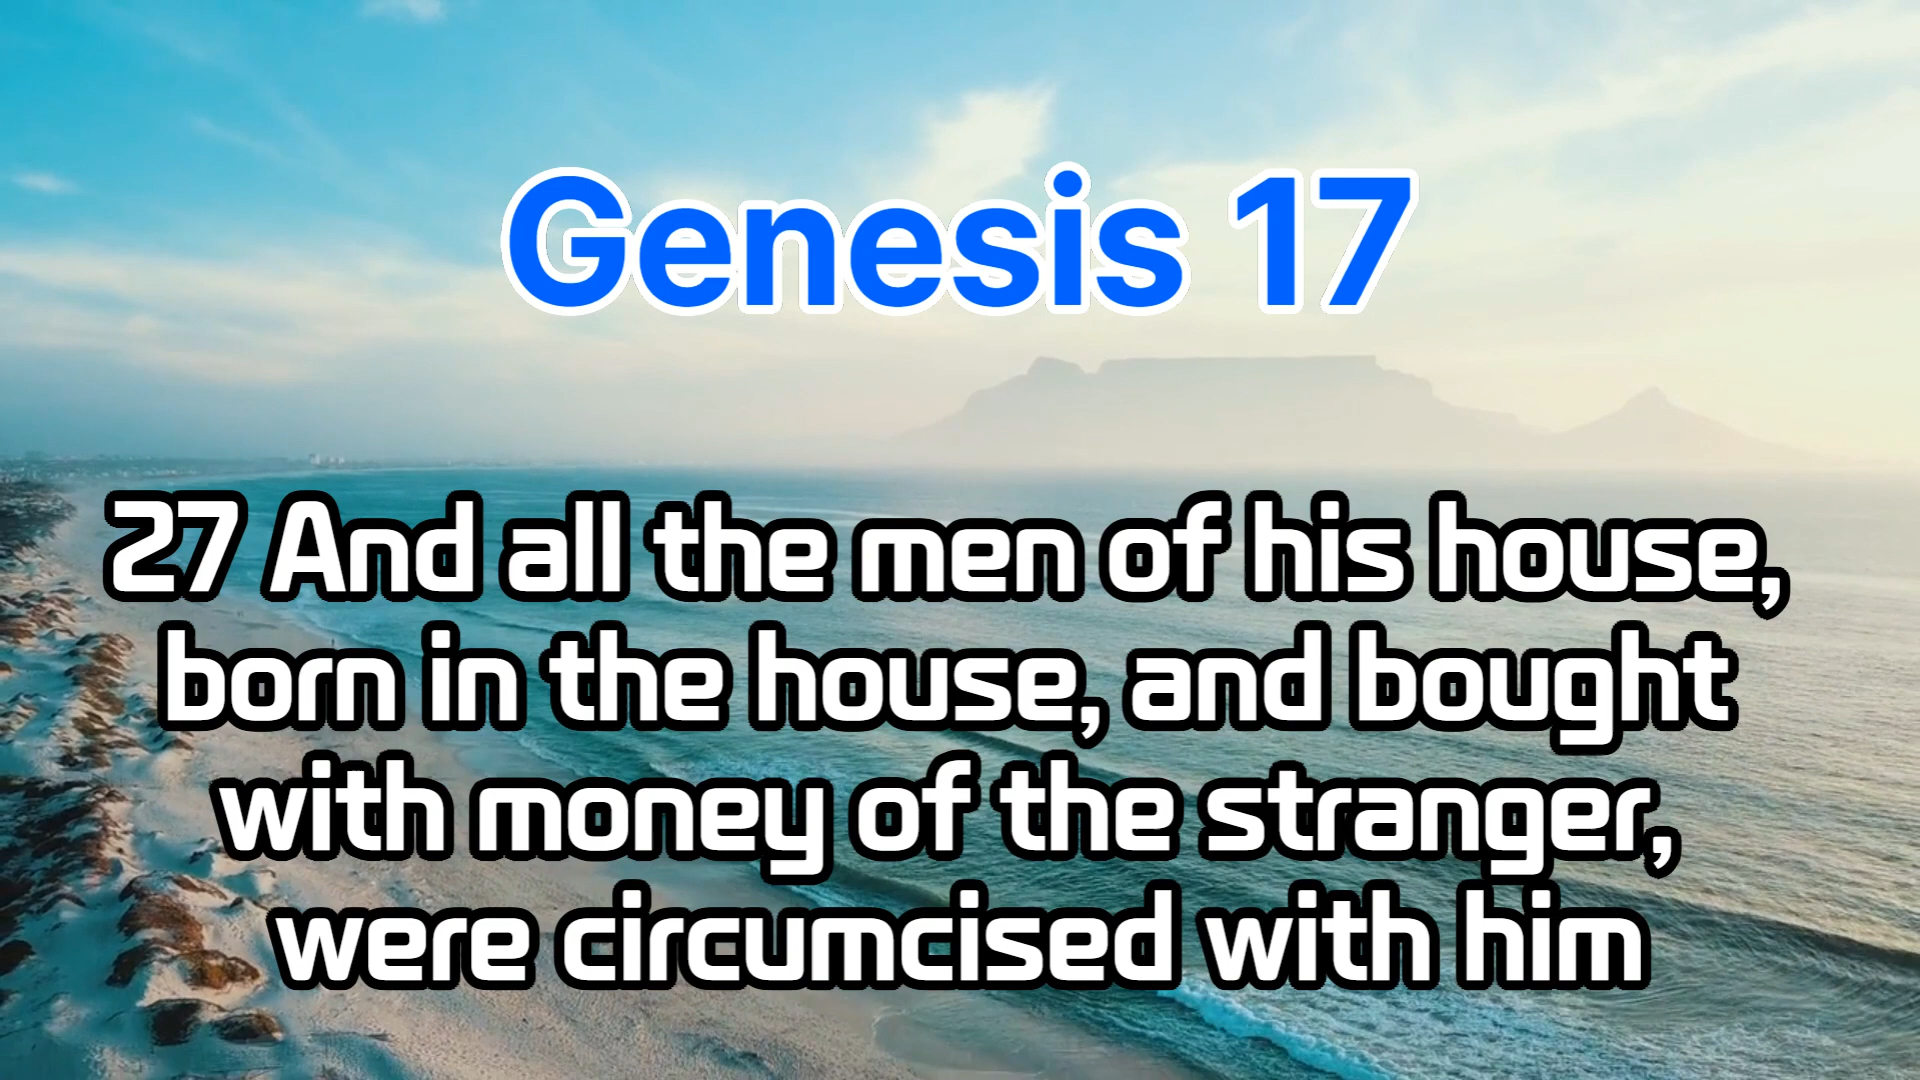 Genesis 17
27 And all the men of his house,
born in the house, and bought
with money of the stranger,
were circumcised with him